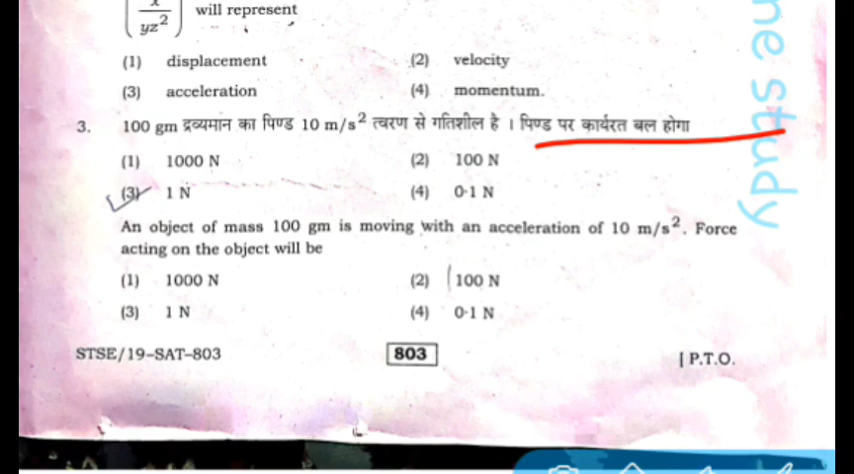 x/yz² will represent
(1) displacement (2) velocity
(3) acceleration (4) momentum.
3. 100 gm द्रव्यमान का पिण्ड 10 m/s² त्वरण से गतिशील है । पिण्ड पर कार्यरत बल होगा
(1) 1000 N (2) 100 N
(3) 1 N (4) 0·1 N
An object of mass 100 gm is moving with an acceleration of 10 m/s². Force
acting on the object will be
(1) 1000 N (2) 100 N
(3) 1 N (4) 0·1 N
STSE/19-SAT-803 803 [ P.T.O.
ne study